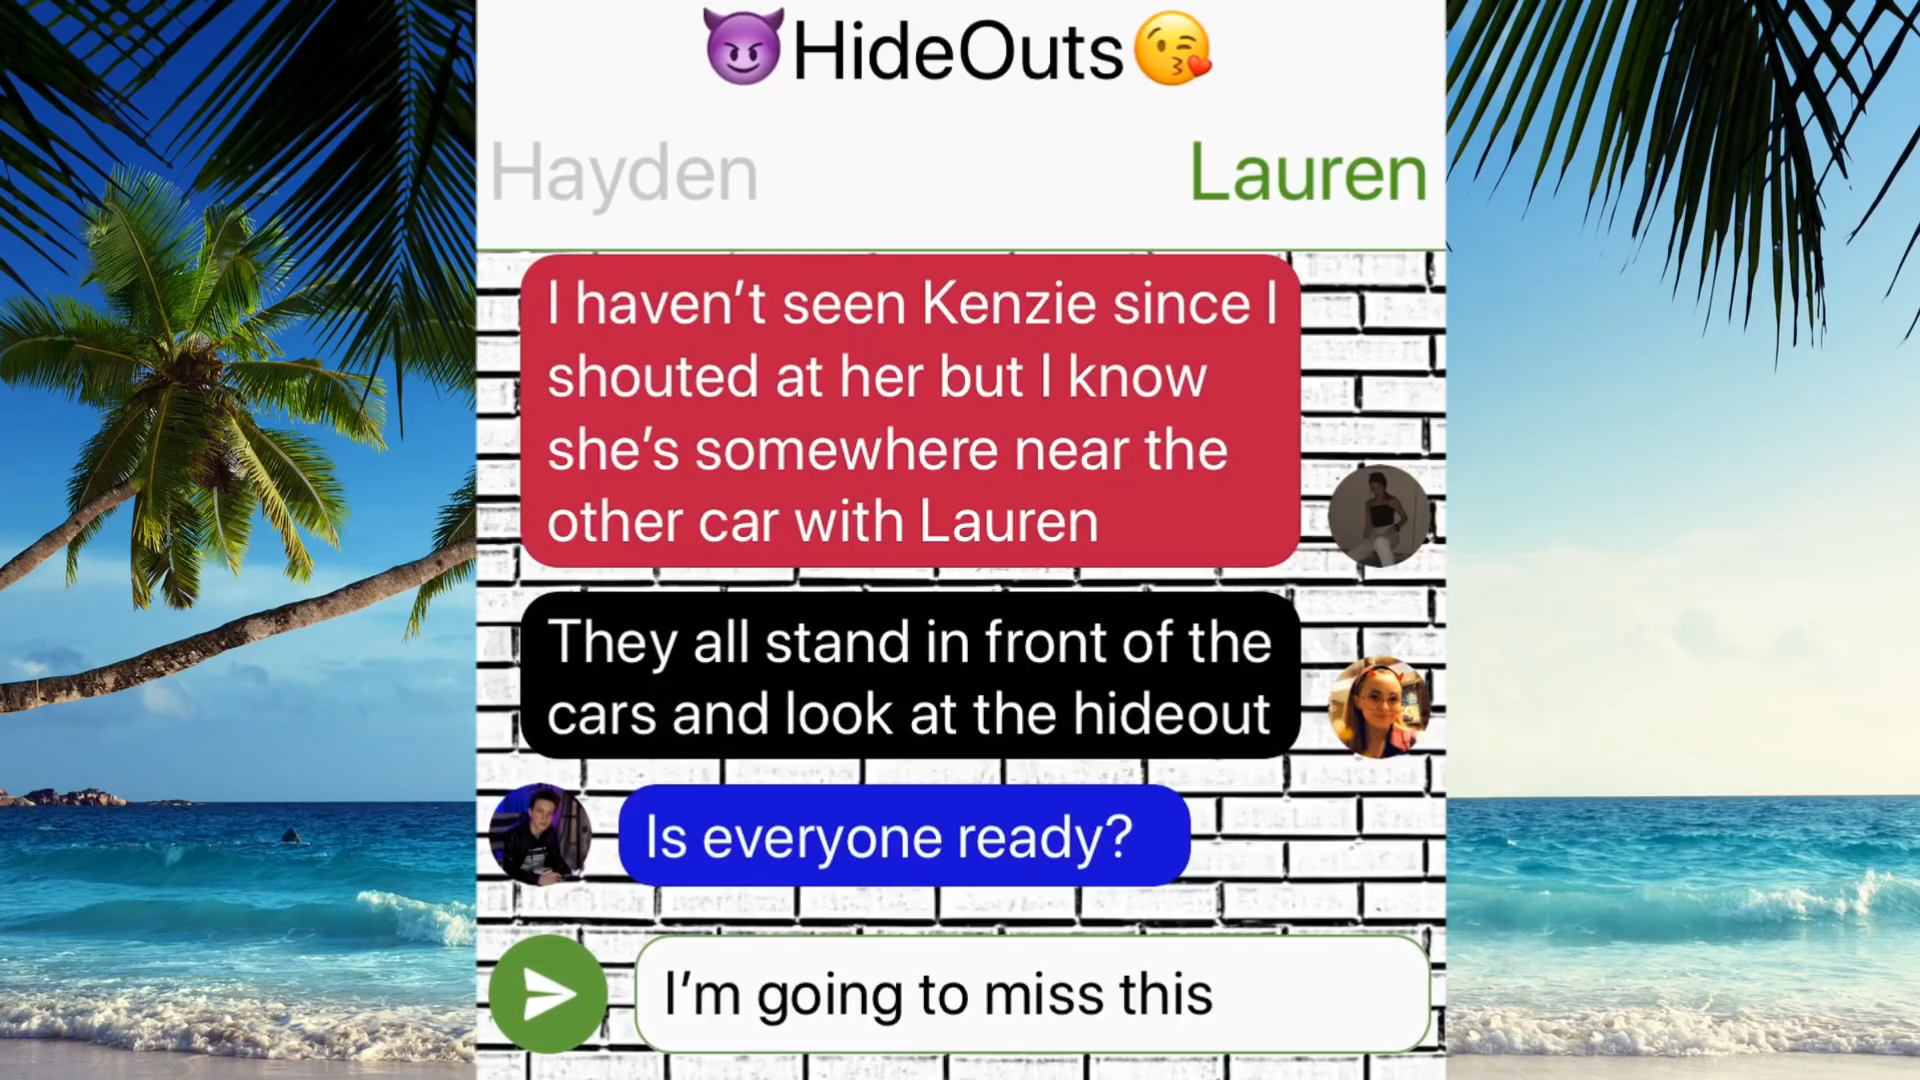 😈HideOuts😘
Hayden
Lauren
I haven’t seen Kenzie since I
shouted at her but I know
she’s somewhere near the
other car with Lauren
They all stand in front of the
cars and look at the hideout
Is everyone ready?
I’m going to miss this